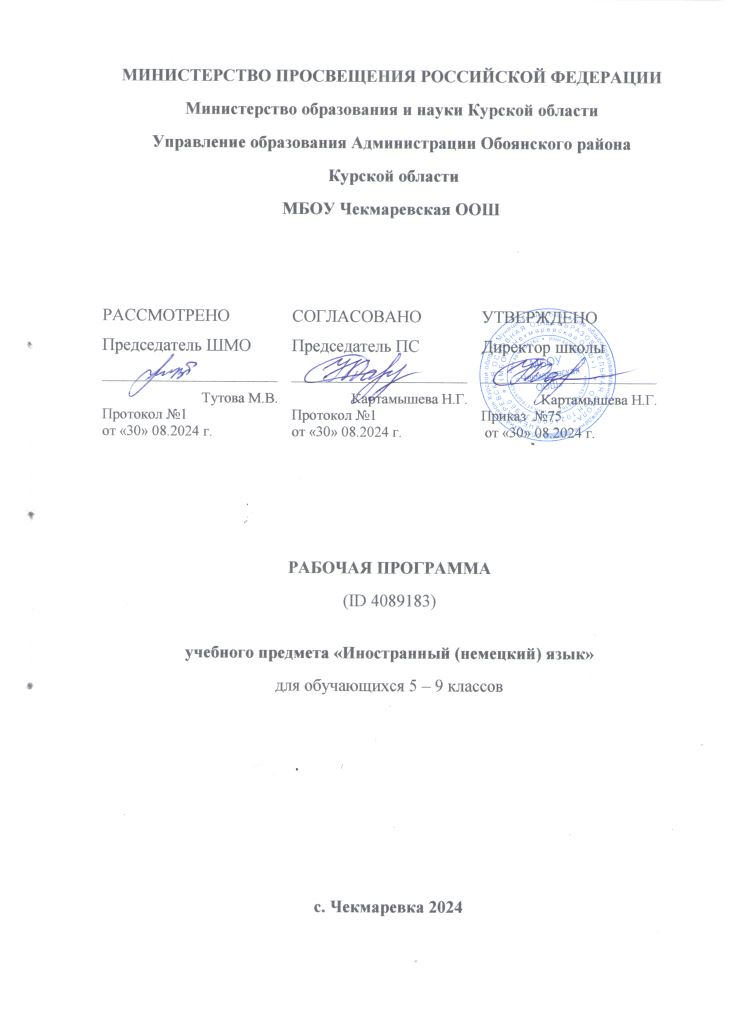 МИНИСТЕРСТВО ПРОСВЕЩЕНИЯ РОССИЙСКОЙ ФЕДЕРАЦИИ
Министерство образования и науки Курской области
Управление образования Администрации Обоянского района
Курской области
МБОУ Чекмаревская ООШ
РАССМОТРЕНО
Председатель ШМО
Тутова М.В.
Протокол №1
от «30» 08.2024 г.
СОГЛАСОВАНО
Председатель ПС
Картамышева Н.Г.
Протокол №1
от «30» 08.2024 г.
УТВЕРЖДЕНО
Директор школы
Картамышева Н.Г.
Приказ №75
от «30» 08.2024 г.
РАБОЧАЯ ПРОГРАММА
(ID 4089183)
учебного предмета «Иностранный (немецкий) язык»
для обучающихся 5 – 9 классов
с. Чекмаревка 2024